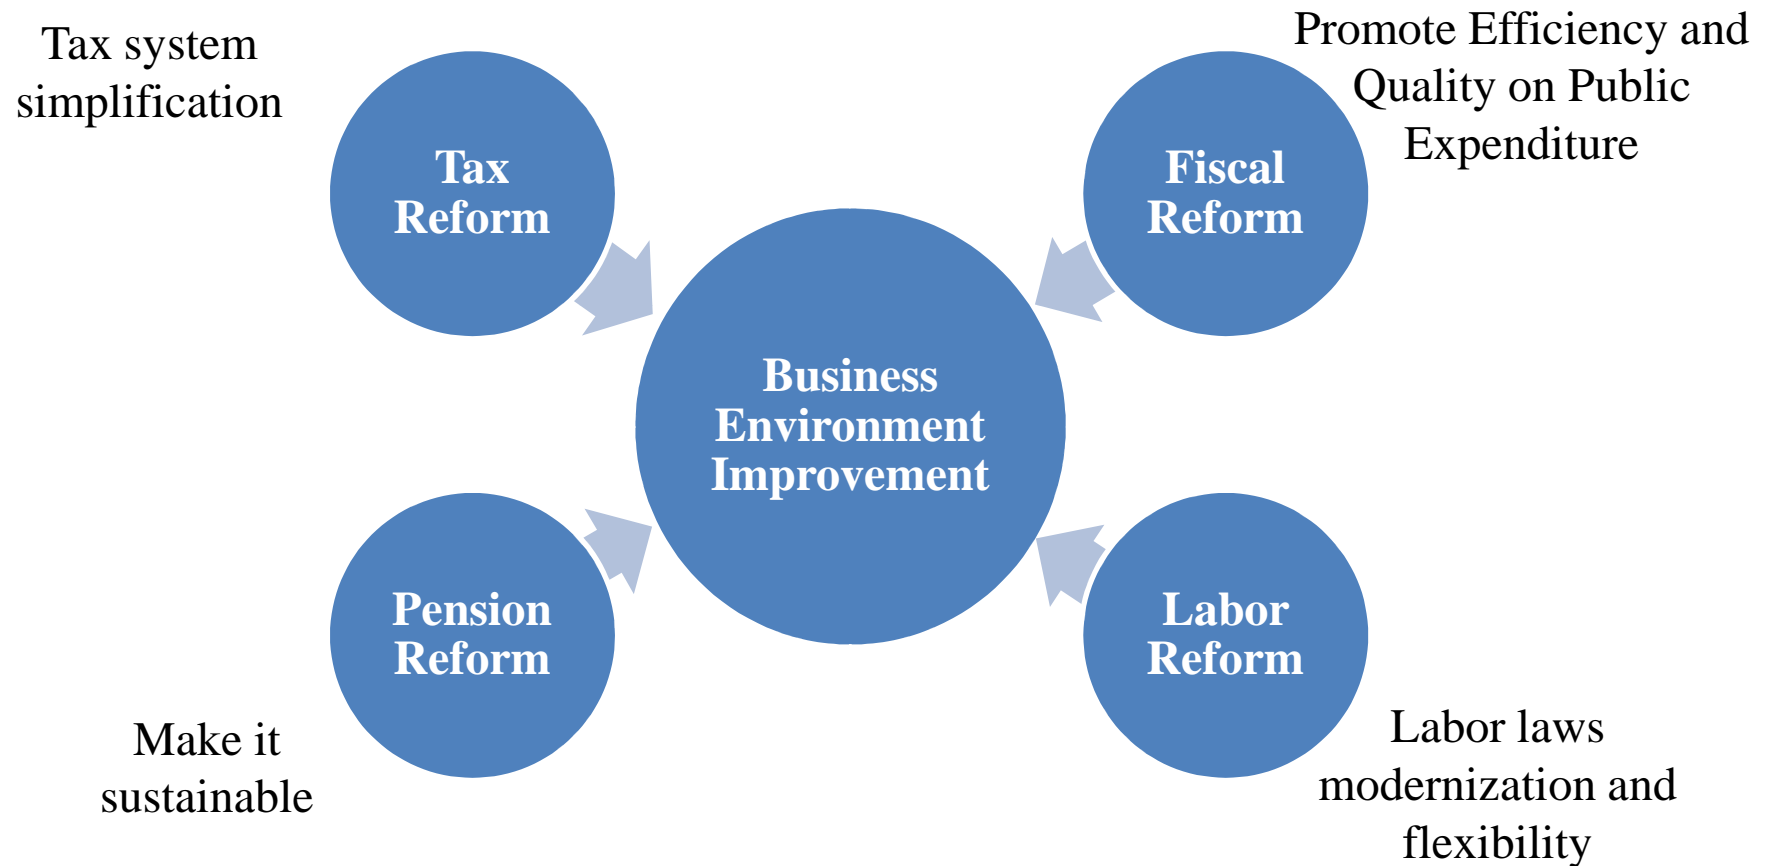 Tax system
simplification
Tax
Reform
Promote Efficiency and
Quality on Public
Expenditure
Fiscal
Reform
Business
Environment
Improvement
Pension
Reform
Make it
sustainable
Labor
Reform
Labor laws
modernization and
flexibility